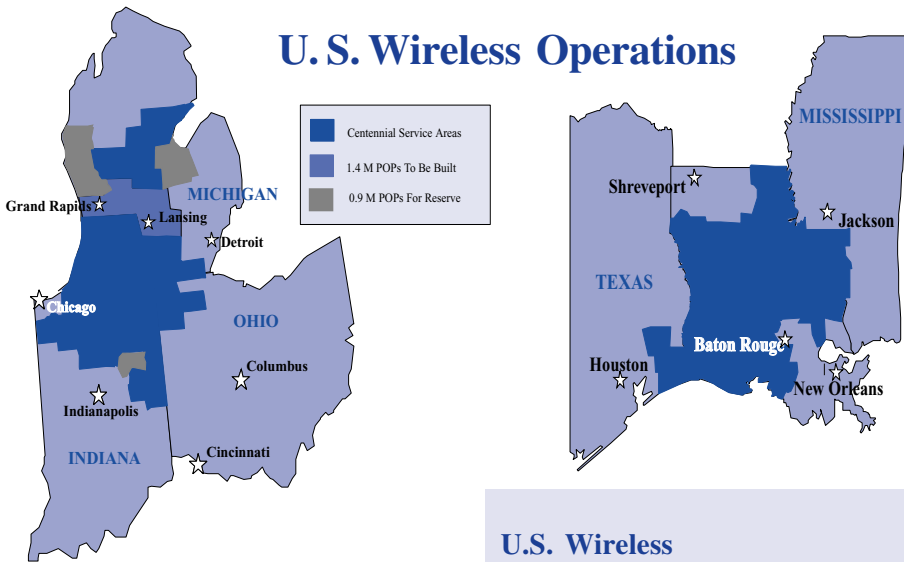 U. S. Wireless Operations
Centennial Service Areas
1.4 M POPs To Be Built
0.9 M POPs For Reserve
MICHIGAN
Grand Rapids
Lansing
Detroit
Chicago
OHIO
Columbus
Indianapolis
Cincinnati
INDIANA
MISSISSIPPI
Shreveport
Jackson
TEXAS
Baton Rouge
Houston
New Orleans
U.S. Wireless